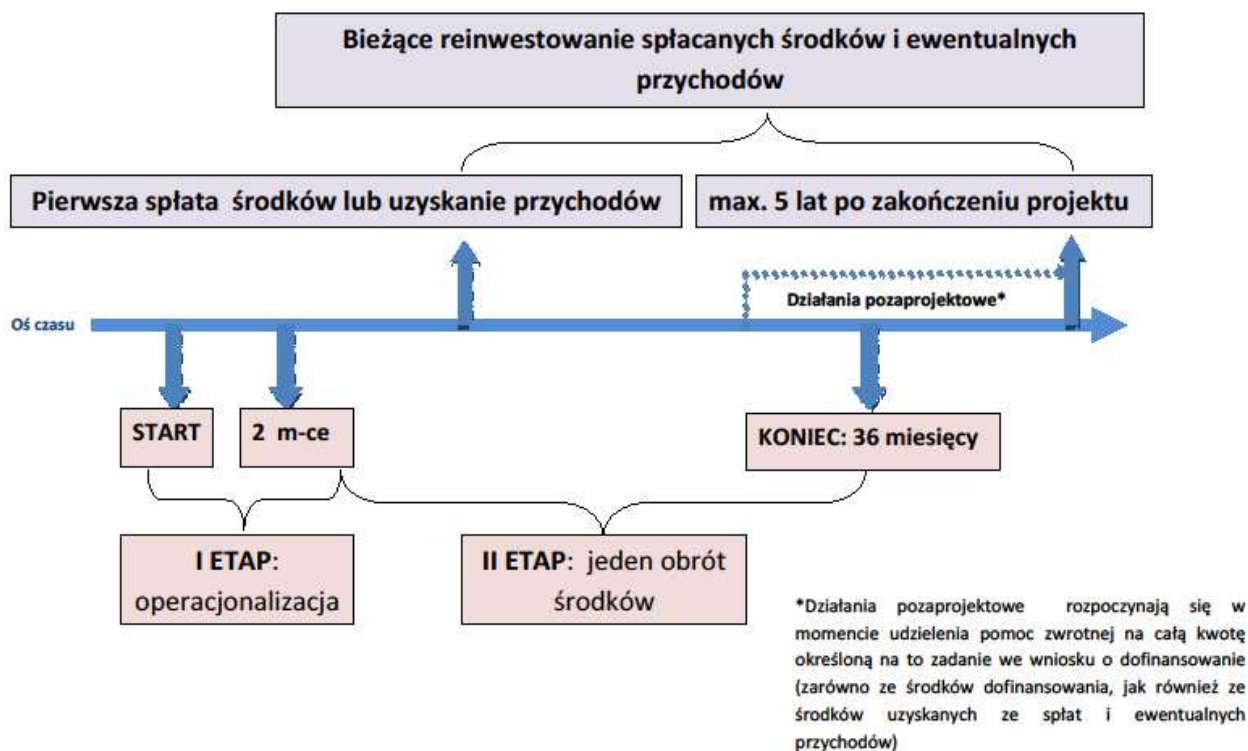 Bieżące reinwestowanie spłacanych środków i ewentualnych
przychodów
Pierwsza spłata środków lub uzyskanie przychodów
max. 5 lat po zakończeniu projektu
Działania pozaprojektowe*
Oś czasu
START
2 m-ce
KONIEC: 36 miesięcy
I ETAP:
operacjonalizacja
II ETAP: jeden obrót
środków
*Działania pozaprojektowe rozpoczynają się w
momencie udzielenia pomoc zwrotnej na całą kwotę
określoną na to zadanie we wniosku o dofinansowanie
(zarówno ze środków dofinansowania, jak również ze
środków uzyskanych ze spłat i ewentualnych
przychodów)